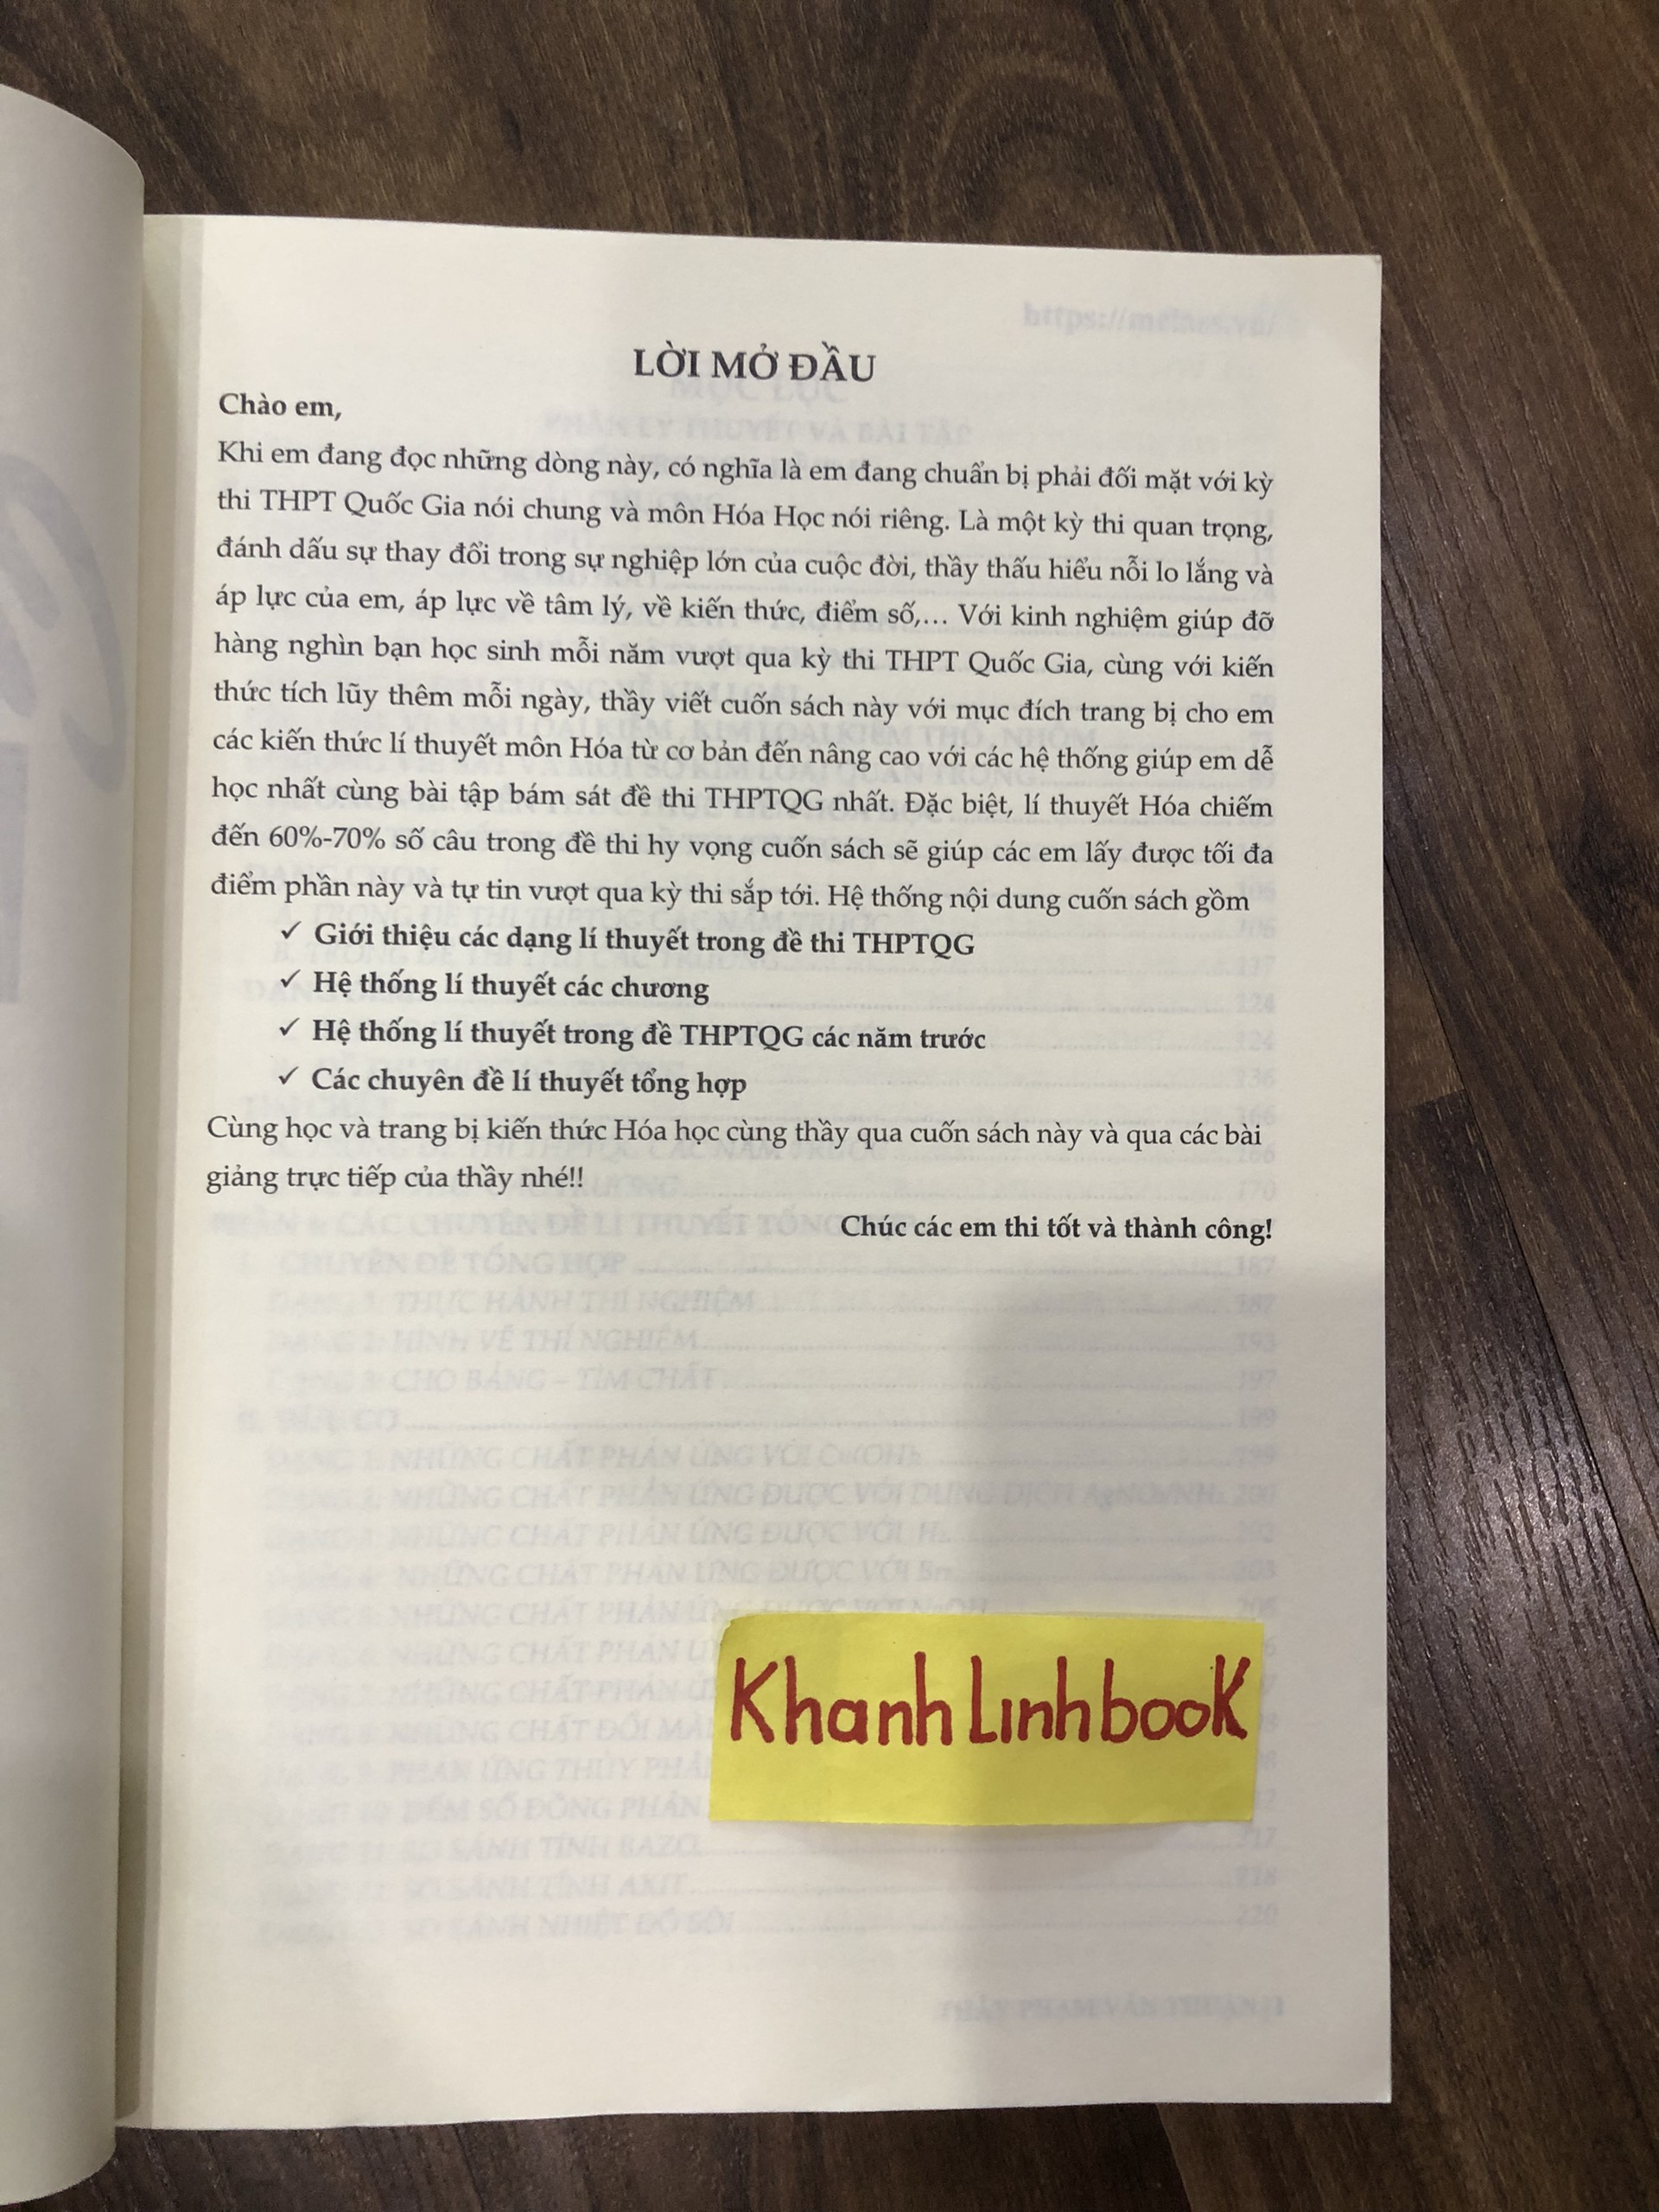 LỜI MỞ ĐẦU
Chào em,
Khi em đang đọc những dòng này, có nghĩa là em đang chuẩn bị phải đối mặt với kỳ
thi THPT Quốc Gia nói chung và môn Hóa Học nói riêng. Là một kỳ thi quan trọng,
đánh dấu sự thay đổi trong sự nghiệp lớn của cuộc đời, thầy thấu hiểu nỗi lo lắng và
áp lực của em, áp lực về tâm lý, về kiến thức, điểm số,... Với kinh nghiệm giúp đỡ
hàng nghìn bạn học sinh mỗi năm vượt qua kỳ thi THPT Quốc Gia, cùng với kiến
thức tích lũy thêm mỗi ngày, thầy viết cuốn sách này với mục đích trang bị cho em
các kiến thức lí thuyết môn Hóa từ cơ bản đến nâng cao với các hệ thống giúp em dễ
học nhất cùng bài tập bám sát đề thi THPTQG nhất. Đặc biệt, lí thuyết Hóa chiếm
đến 60%-70% số câu trong đề thi hy vọng cuốn sách sẽ giúp các em lấy được tối đa
điểm phần này và tự tin vượt qua kỳ thi sắp tới. Hệ thống nội dung cuốn sách gồm
✓ Giới thiệu các dạng lí thuyết trong đề thi THPTQG
✓ Hệ thống lí thuyết các chương
✓ Hệ thống lí thuyết trong đề THPTQG các năm trước
✓ Các chuyên đề lí thuyết tổng hợp
Cùng học và trang bị kiến thức Hóa học cùng thầy qua cuốn sách này và qua các bài
giảng trực tiếp của thầy nhé!!
Chúc các em thi tốt và thành công!
Khanh Linh book